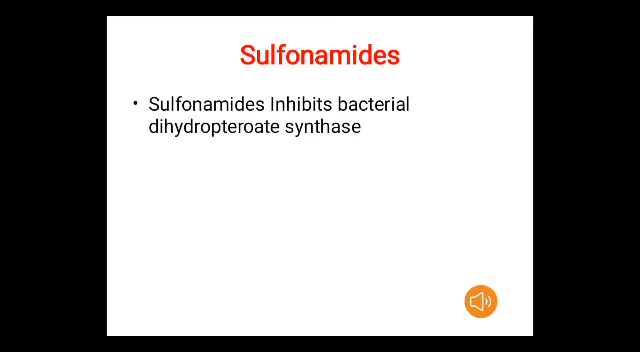 Sulfonamides
• Sulfonamides Inhibits bacterial
dihydropteroate synthase